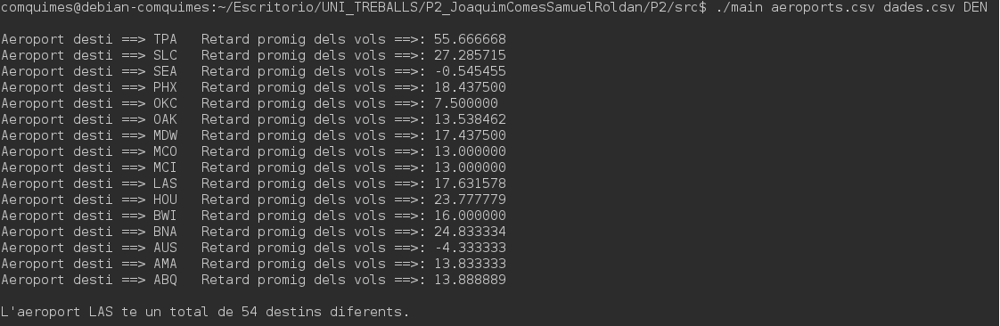 comquimes@debian-comquimes:~/Escritorio/UNI_TREBALLS/P2_JoaquimComesSamuelRoldan/P2/src$ ./main aeroports.csv dades.csv DEN
Aeroport desti ==> TPA   Retard promig dels vols ==>: 55.666668
Aeroport desti ==> SLC   Retard promig dels vols ==>: 27.285715
Aeroport desti ==> SEA   Retard promig dels vols ==>: -0.545455
Aeroport desti ==> PHX   Retard promig dels vols ==>: 18.437500
Aeroport desti ==> OKC   Retard promig dels vols ==>: 7.500000
Aeroport desti ==> OAK   Retard promig dels vols ==>: 13.538462
Aeroport desti ==> MDW   Retard promig dels vols ==>: 17.437500
Aeroport desti ==> MCO   Retard promig dels vols ==>: 13.000000
Aeroport desti ==> MCI   Retard promig dels vols ==>: 13.000000
Aeroport desti ==> LAS   Retard promig dels vols ==>: 17.631578
Aeroport desti ==> HOU   Retard promig dels vols ==>: 23.777779
Aeroport desti ==> BWI   Retard promig dels vols ==>: 16.000000
Aeroport desti ==> BNA   Retard promig dels vols ==>: 24.833334
Aeroport desti ==> AUS   Retard promig dels vols ==>: -4.333333
Aeroport desti ==> AMA   Retard promig dels vols ==>: 13.833333
Aeroport desti ==> ABQ   Retard promig dels vols ==>: 13.888889
L'aeroport LAS te un total de 54 destins diferents.